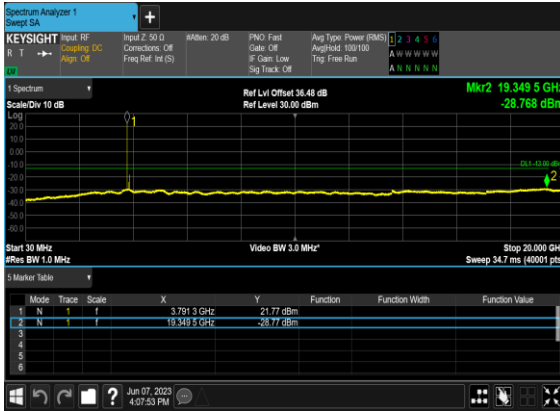 Spectrum Analyzer 1
Swept SA
+
KEYSIGHT Input: RF Input Z: 50 Ω #Atten: 20 dB PNO: Fast Avg Type: Power (RMS) 1 2 3 4 5 6
R T Coupling: DC Corrections: Off Gate: Off Avg|Hold: 100/100 A W W W W W
Align: Off Freq Ref: Int (S) IF Gain: Low Trig: Free Run
LW Sig Track: Off A N N N N N
1 Spectrum Ref Lvl Offset 36.48 dB Mkr2 19.349 5 GHz
Scale/Div 10 dB Ref Level 30.00 dBm -28.768 dBm
Log
20.0
10.0
0.00
-10.0
-20.0
-30.0
-40.0
-50.0
-60.0
1
DL1 -13.00 dBm
2
Start 30 MHz Video BW 3.0 MHz* Stop 20.000 GHz
#Res BW 1.0 MHz Sweep 34.7 ms (40001 pts)
5 Marker Table
Mode Trace Scale X Y Function Function Width Function Value
1 N 1 f 3.791 3 GHz 21.77 dBm
2 N 1 f 19.349 5 GHz -28.77 dBm
3
4
5
6
? Jun 07, 2023
4:07:53 PM